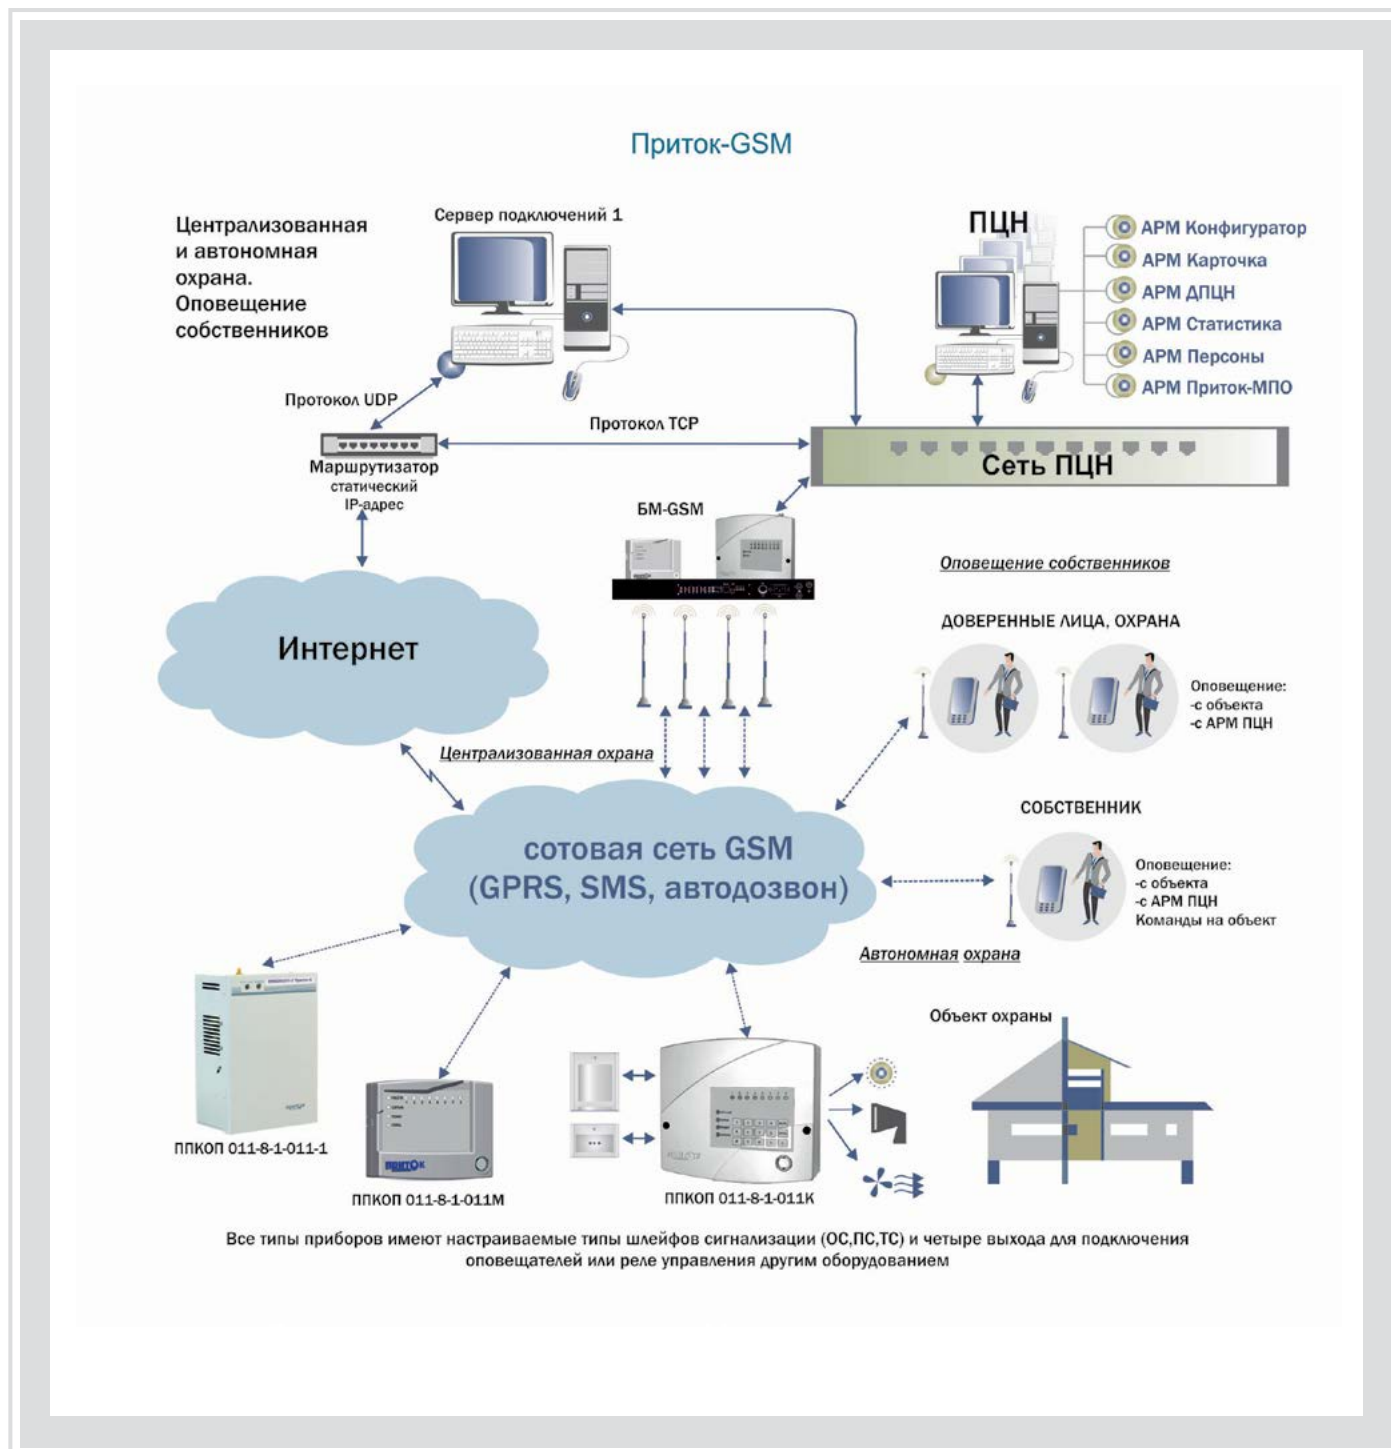 Приток-GSM
Централизованная
и автономная
охрана.
Оповещение
собственников
Сервер подключений 1
ПЦН
АРМ Конфигуратор
АРМ Карточка
АРМ ДПЦН
АРМ Статистика
АРМ Персоны
АРМ Приток-МПО
Протокол UDP
Протокол TCP
Маршрутизатор
статический
IP-адрес
Сеть ПЦН
БМ-GSM
Оповещение собственников
ДОВЕРЕННЫЕ ЛИЦА, ОХРАНА
Оповещение:
-с объекта
-с АРМ ПЦН
Интернет
Централизованная охрана
сотовая сеть GSM
(GPRS, SMS, автодозвон)
СОБСТВЕННИК
Оповещение:
-с объекта
-с АРМ ПЦН
Команды на объект
Автономная охрана
Объект охраны
ППКОП 011-8-1-011-1
ПРИТОК
ППКОП 011-8-1-011М
ППКОП 011-8-1-011К
Все типы приборов имеют настраиваемые типы шлейфов сигнализации (ОС,ПС,ТС) и четыре выхода для подключения
оповещателей или реле управления другим оборудованием